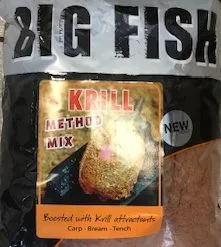 BIG FISH
KRILL
METHOD
MIX
NEW
Boosted with Krill attractants
Carp - Bream - Tench